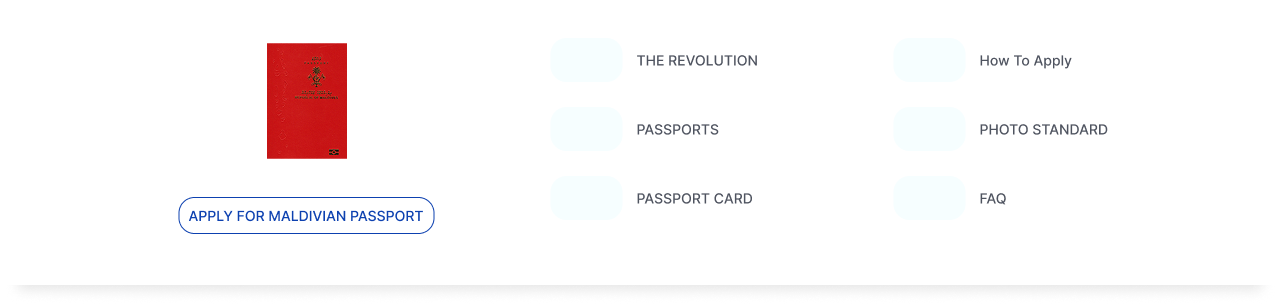 APPLY FOR MALDIVIAN PASSPORT
THE REVOLUTION
PASSPORTS
PASSPORT CARD
How To Apply
PHOTO STANDARD
FAQ